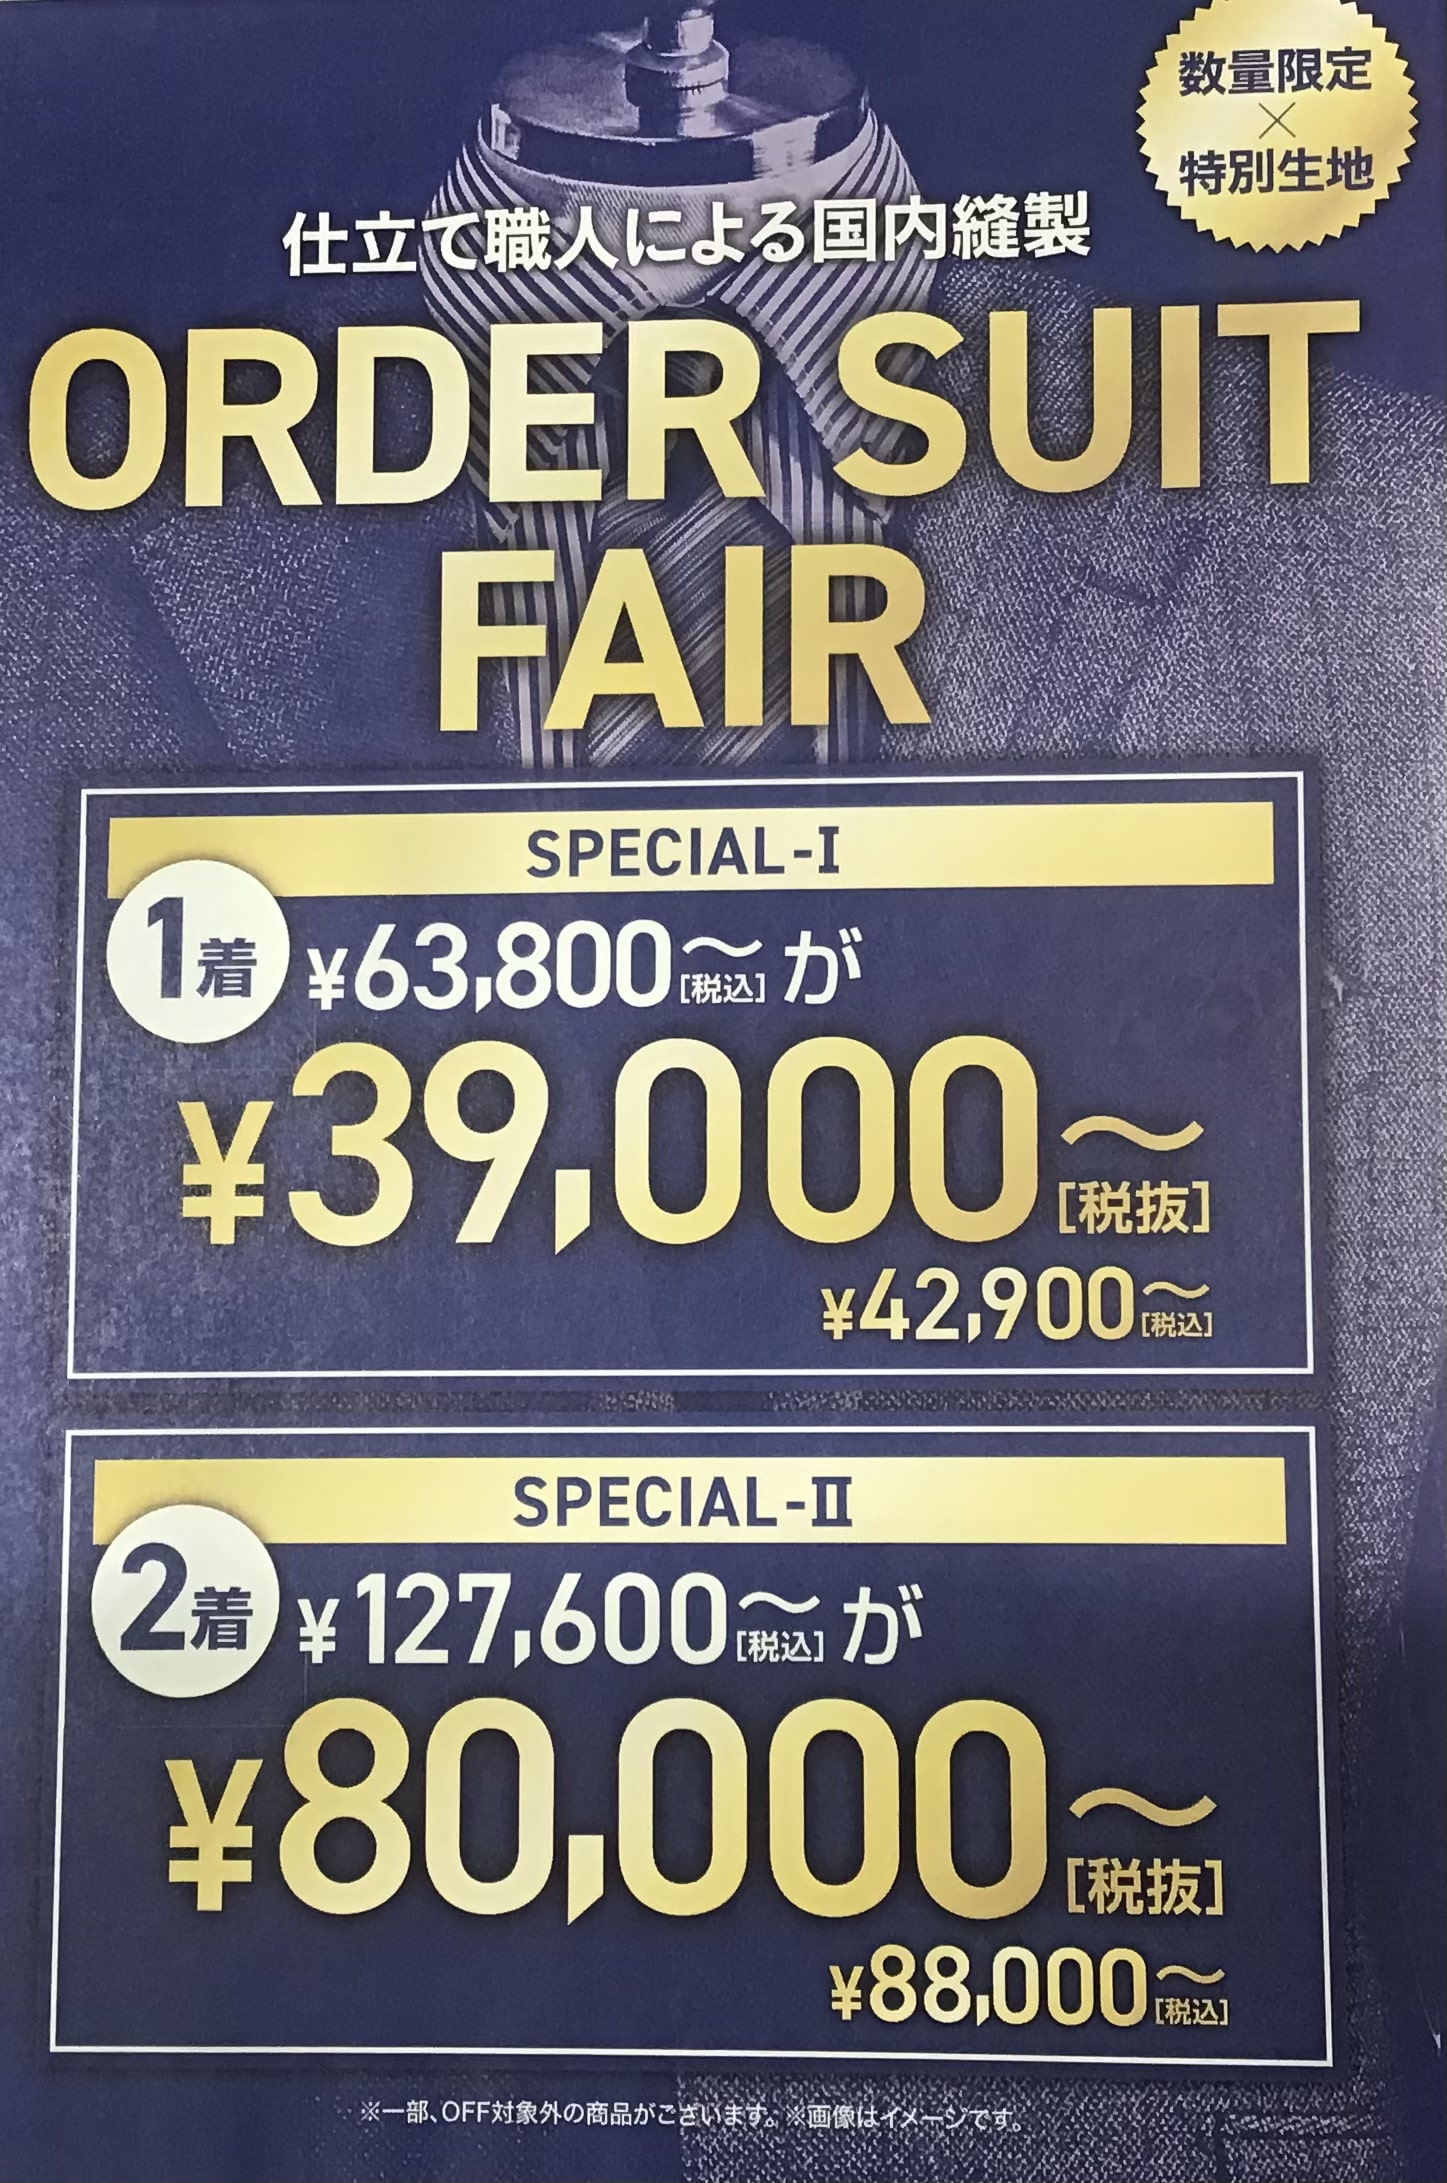 数量限定
×
特別生地
仕立て職人による国内縫製
ORDER SUIT
FAIR
SPECIAL-I
1着 ¥63,800～[税込]が
¥39,000～[税抜]
¥42,900～[税込]
SPECIAL-II
2着 ¥127,600～[税込]が
¥80,000～[税抜]
¥88,000～[税込]
※一部、OFF対象外の商品がございます。※画像はイメージです。